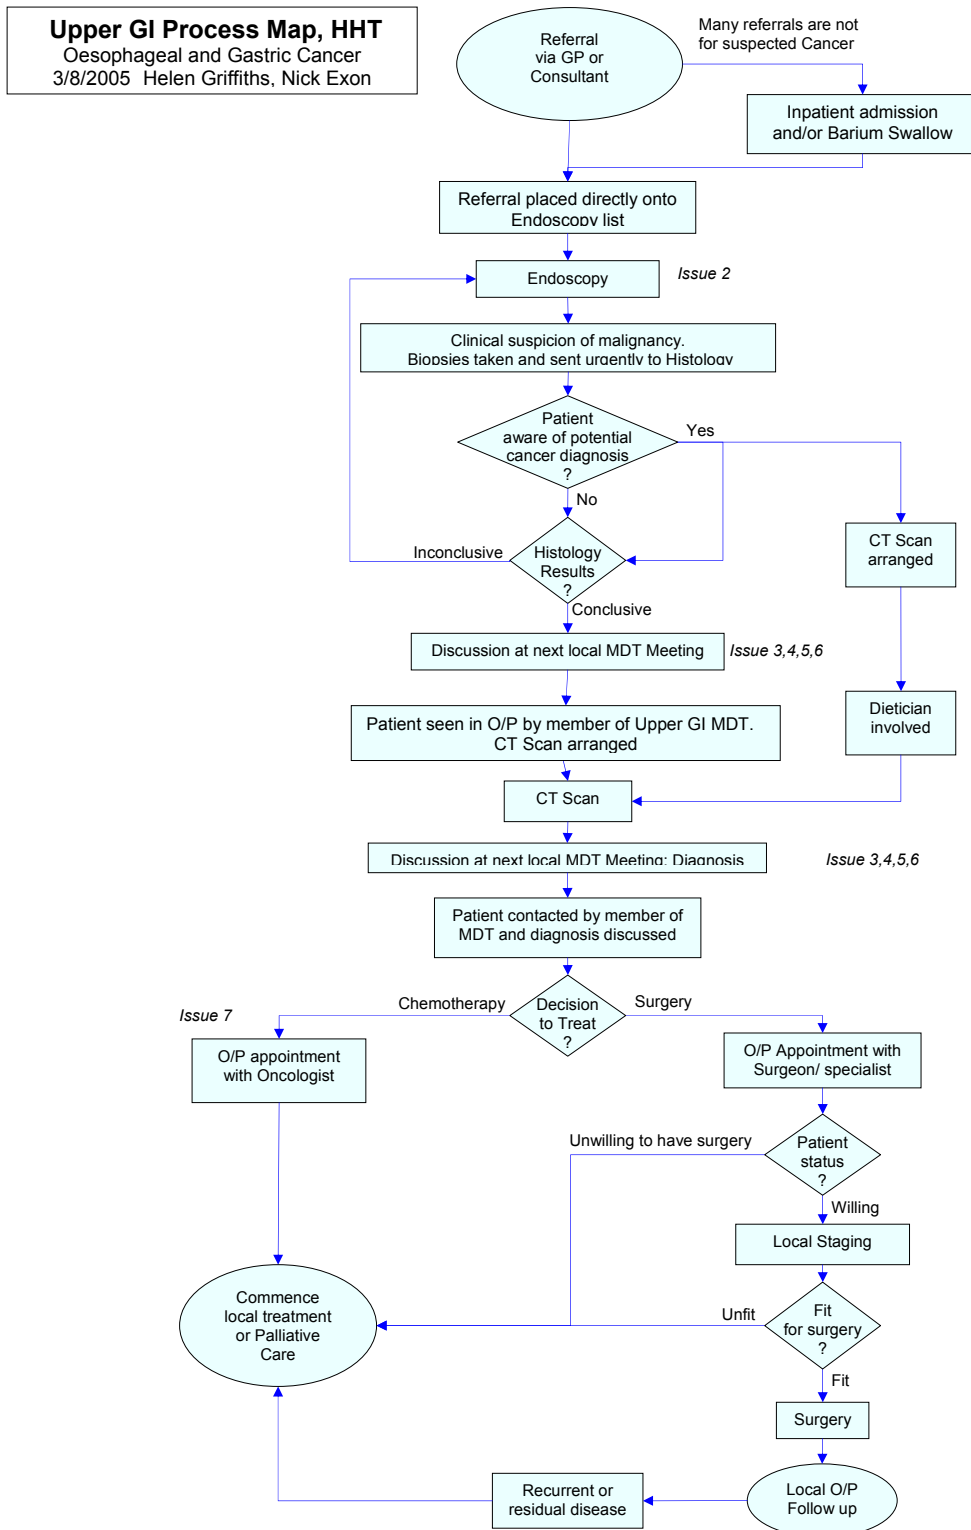 Upper GI Process Map, HHT
Oesophageal and Gastric Cancer
3/8/2005 Helen Griffiths, Nick Exon
Referral
via GP or
Consultant
Many referrals are not
for suspected Cancer
Inpatient admission
and/or Barium Swallow
Referral placed directly onto
Endoscopy list
Endoscopy
Issue 2
Clinical suspicion of malignancy.
Biopsies taken and sent urgently to Histology
Patient
aware of potential
cancer diagnosis
?
Yes
No
CT Scan
arranged
Inconclusive
Histology
Results
?
Conclusive
Discussion at next local MDT Meeting
Issue 3,4,5,6
Patient seen in O/P by member of Upper GI MDT.
CT Scan arranged
Dietician
involved
CT Scan
Discussion at next local MDT Meeting: Diagnosis
Issue 3,4,5,6
Patient contacted by member of
MDT and diagnosis discussed
Chemotherapy
Decision
to Treat
?
Surgery
Issue 7
O/P appointment
with Oncologist
O/P Appointment with
Surgeon/ specialist
Unwilling to have surgery
Patient
status
?
Willing
Local Staging
Commence
local treatment
or Palliative
Care
Unfit
Fit
for surgery
?
Fit
Surgery
Recurrent or
residual disease
Local O/P
Follow up